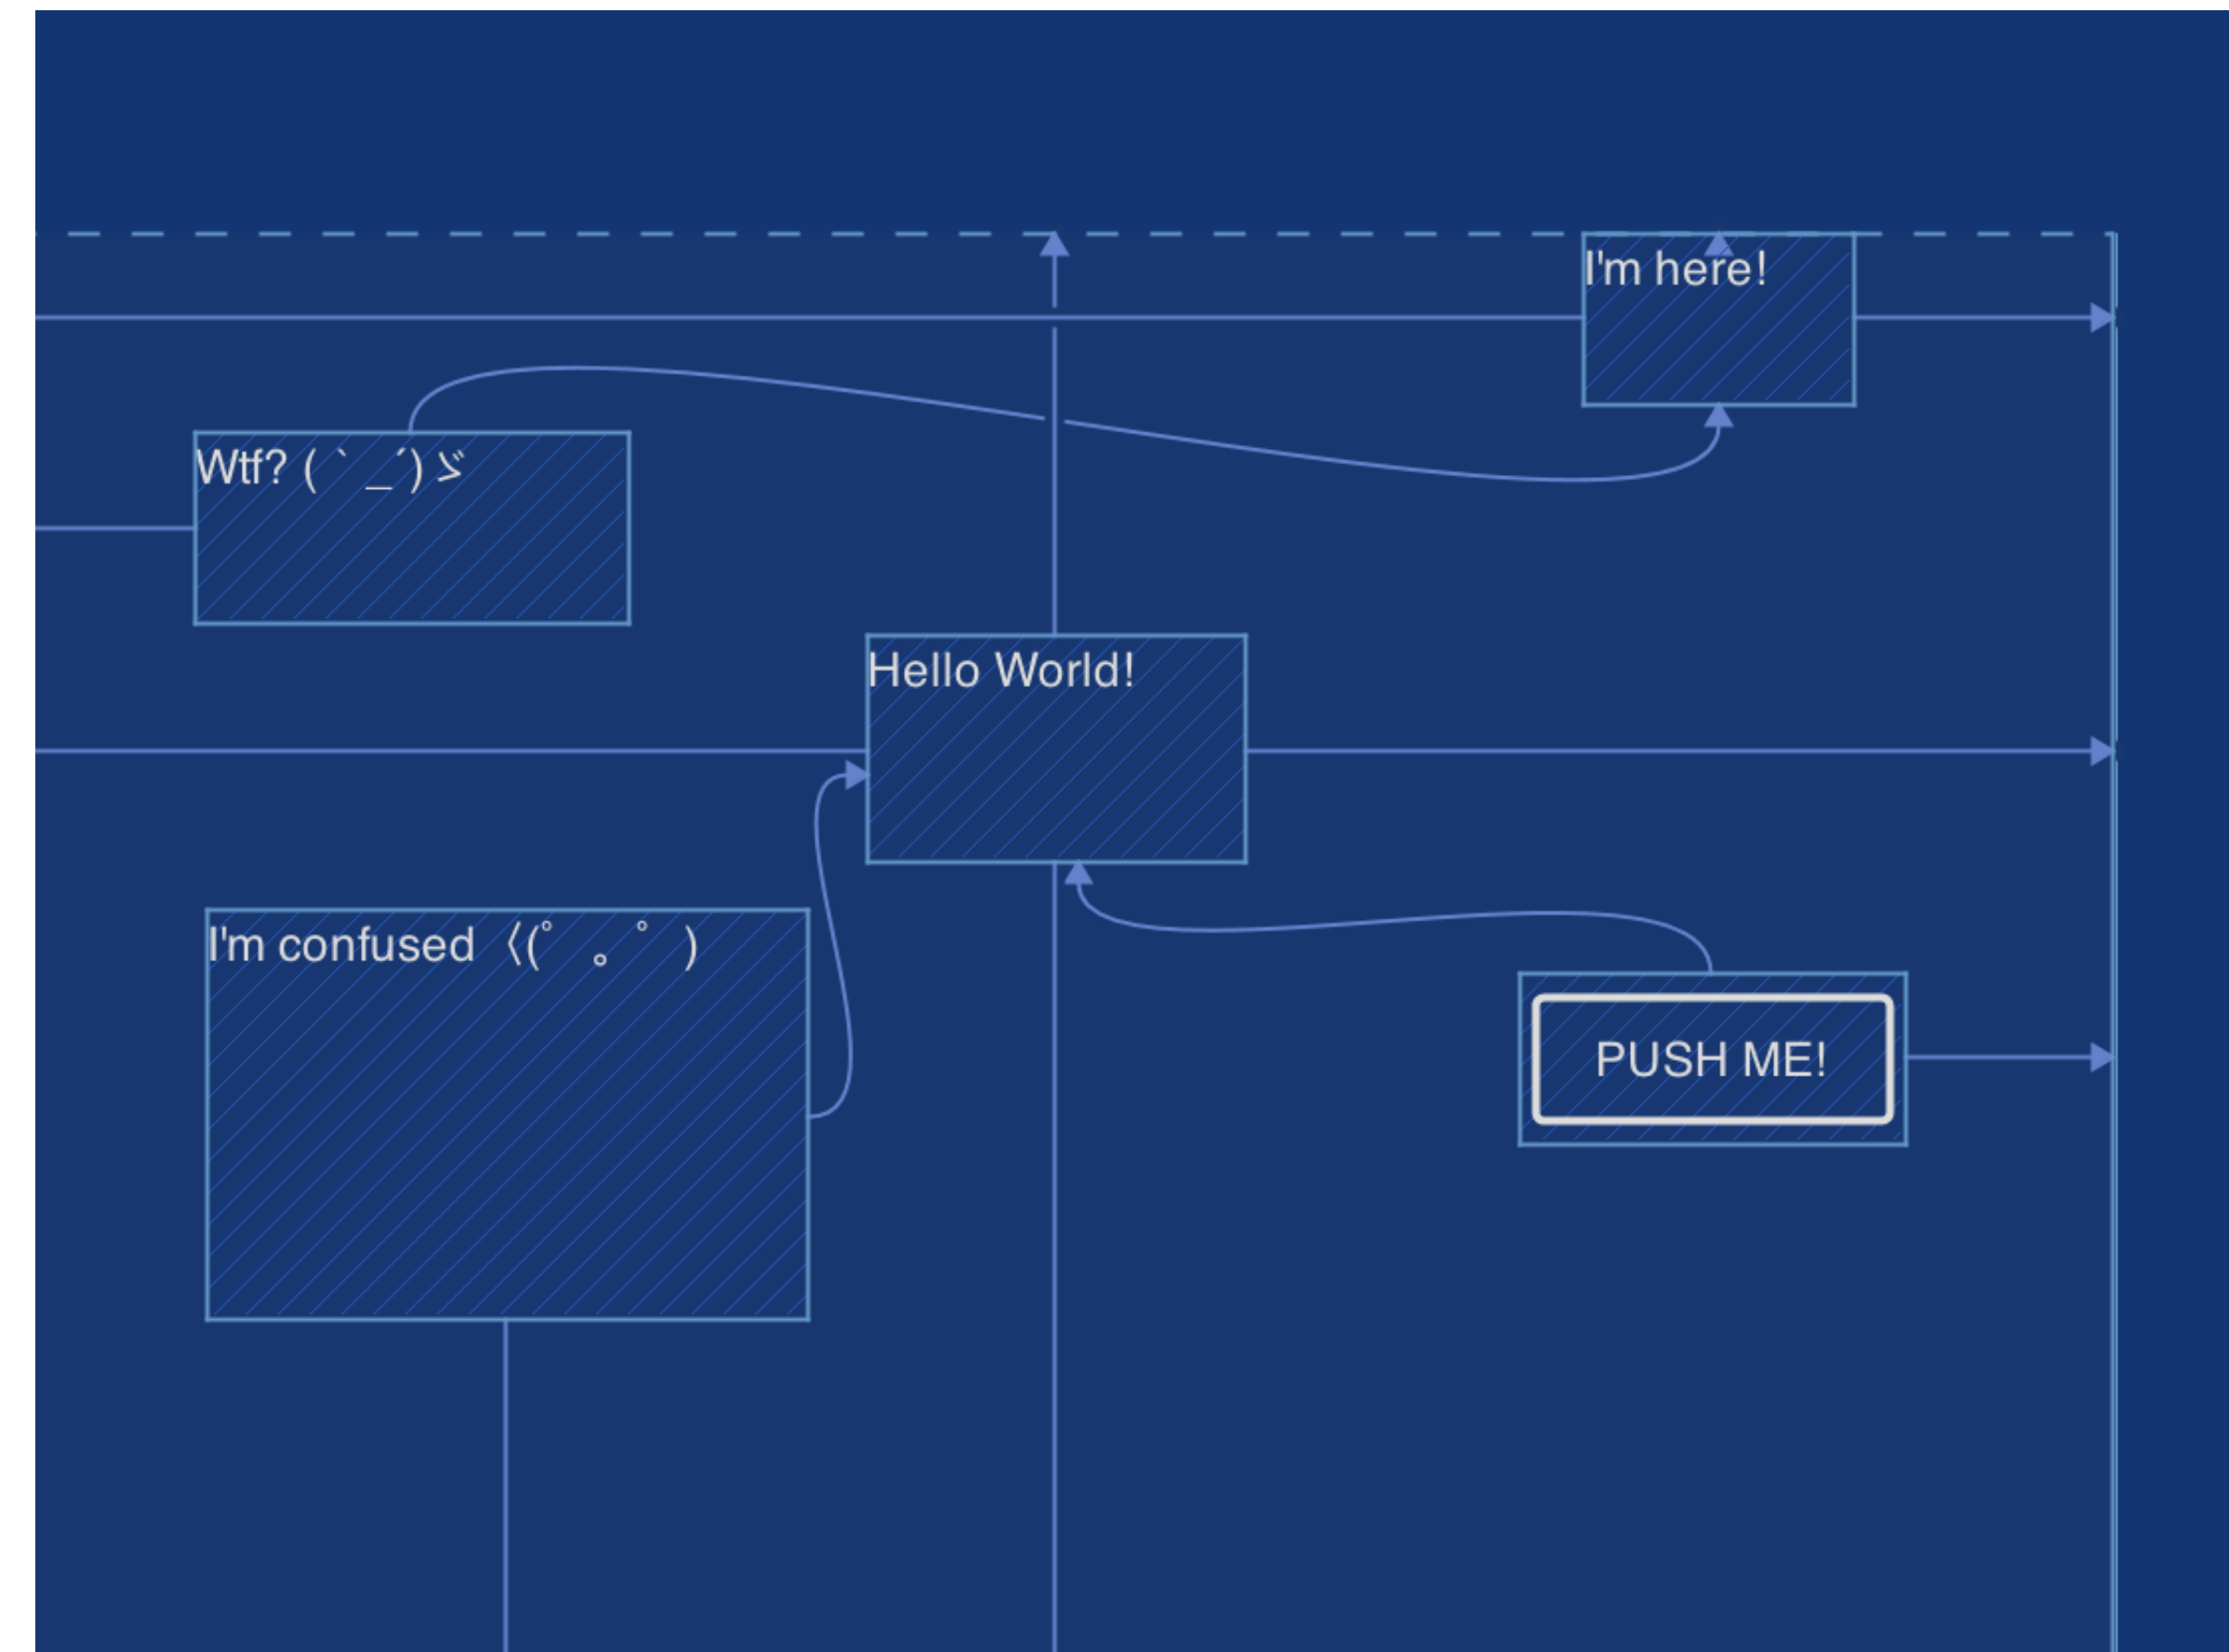 I'm here!
Wtf? ( ` _´)ゞ
Hello World!
I'm confused 〈(゜。゜)
PUSH ME!